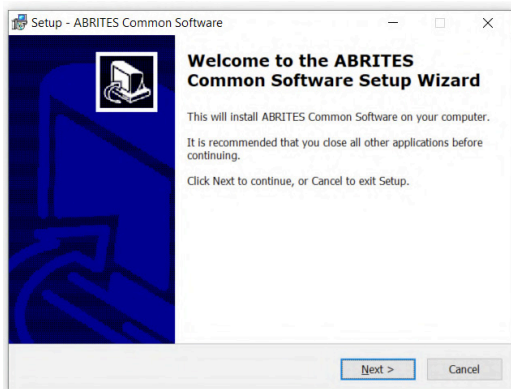 Setup - ABRITES Common Software
Welcome to the ABRITES
Common Software Setup Wizard
This will install ABRITES Common Software on your computer.
It is recommended that you close all other applications before
continuing.
Click Next to continue, or Cancel to exit Setup.
Next >
Cancel